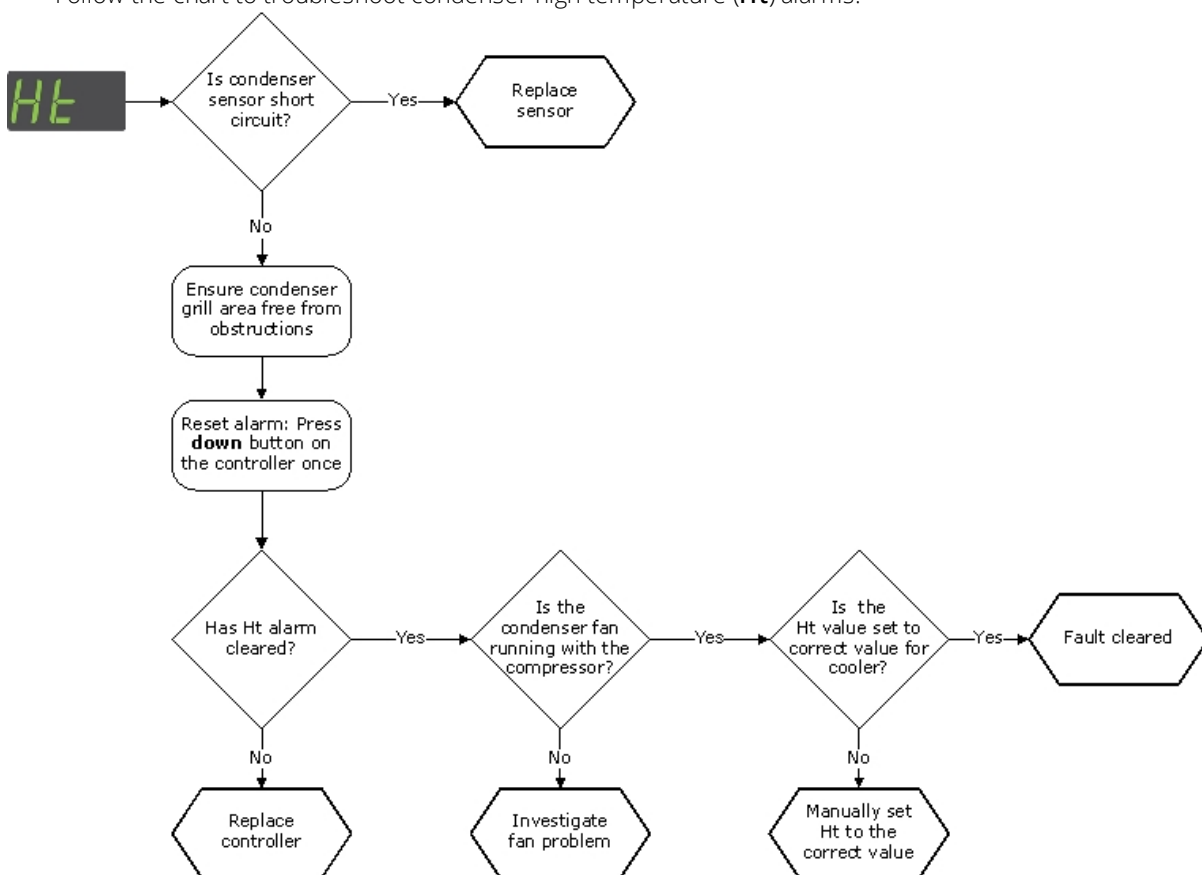 Follow the chart to troubleshoot condenser high temperature (Ht) alarms.
Ht
Is condenser
sensor short
circuit?
Yes
Replace
sensor
No
Ensure condenser
grill area free from
obstructions
Reset alarm: Press
down button on
the controller once
Has Ht alarm
cleared?
Yes
Is the
condenser fan
running with the
compressor?
Yes
Is the
Ht value set to
correct value for
cooler?
Yes
Fault cleared
No
No
No
Replace
controller
Investigate
fan problem
Manually set
Ht to the
correct value